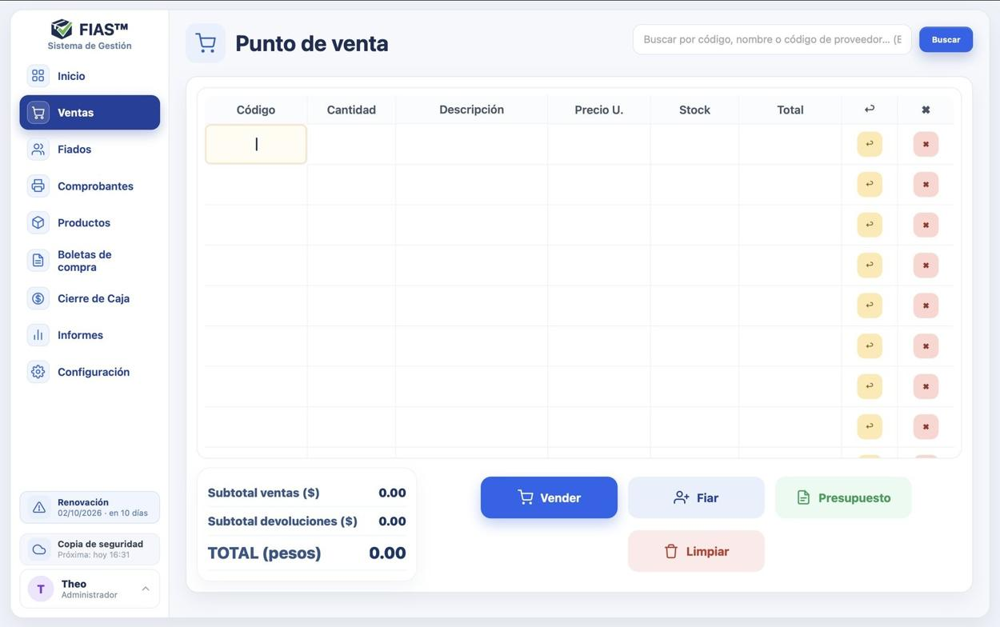 FIAS™
Sistema de Gestión
Inicio
Ventas
Fiados
Comprobantes
Productos
Boletas de
compra
Cierre de Caja
Informes
Configuración
Renovación
02/10/2026 · en 10 días
Copia de seguridad
Próxima: hoy 16:31
T
Theo
Administrador
Punto de venta
Buscar por código, nombre o código de proveedor... (E
Buscar
Código Cantidad Descripción Precio U. Stock Total ↩ ✖
↩ ✖
↩ ✖
↩ ✖
↩ ✖
↩ ✖
↩ ✖
↩ ✖
↩ ✖
Subtotal ventas ($) 0.00
Subtotal devoluciones ($) 0.00
TOTAL (pesos) 0.00
Vender
Fiar
Presupuesto
Limpiar